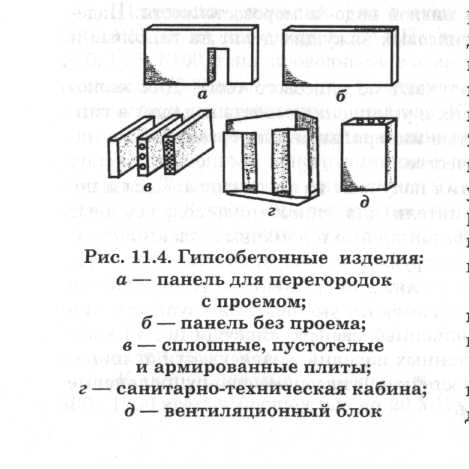 а
б
в
г
д
Рис. 11.4. Гипсобетонные изделия:
а — панель для перегородок
с проемом;
б — панель без проема;
в — сплошные, пустотелые
и армированные плиты;
г — санитарно-техническая кабина;
д — вентиляционный блок